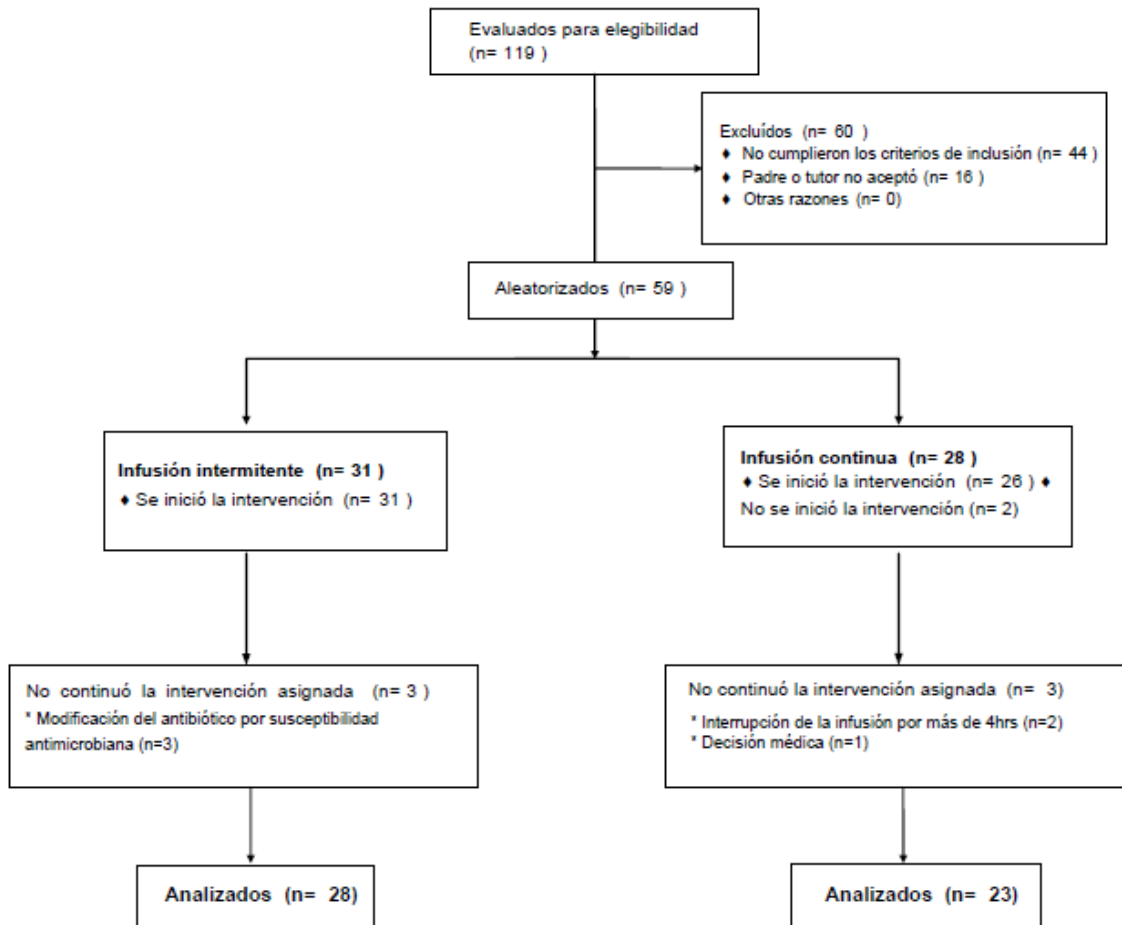 Evaluados para elegibilidad
(n= 119 )
Excluídos (n= 60 )
♦ No cumplieron los criterios de inclusión (n= 44 )
♦ Padre o tutor no aceptó (n= 16 )
♦ Otras razones (n= 0)
Aleatorizados (n= 59 )
Infusión intermitente (n= 31 )
♦ Se inició la intervención (n= 31 )
Infusión continua (n= 28 )
♦ Se inició la intervención (n= 26 ) ♦
No se inició la intervención (n= 2)
No continuó la intervención asignada (n= 3 )
* Modificación del antibiótico por susceptibilidad
antimicrobiana (n=3)
No continuó la intervención asignada (n= 3)
* Interrupción de la infusión por más de 4hrs (n=2)
* Decisión médica (n=1)
Analizados (n= 28)
Analizados (n= 23)